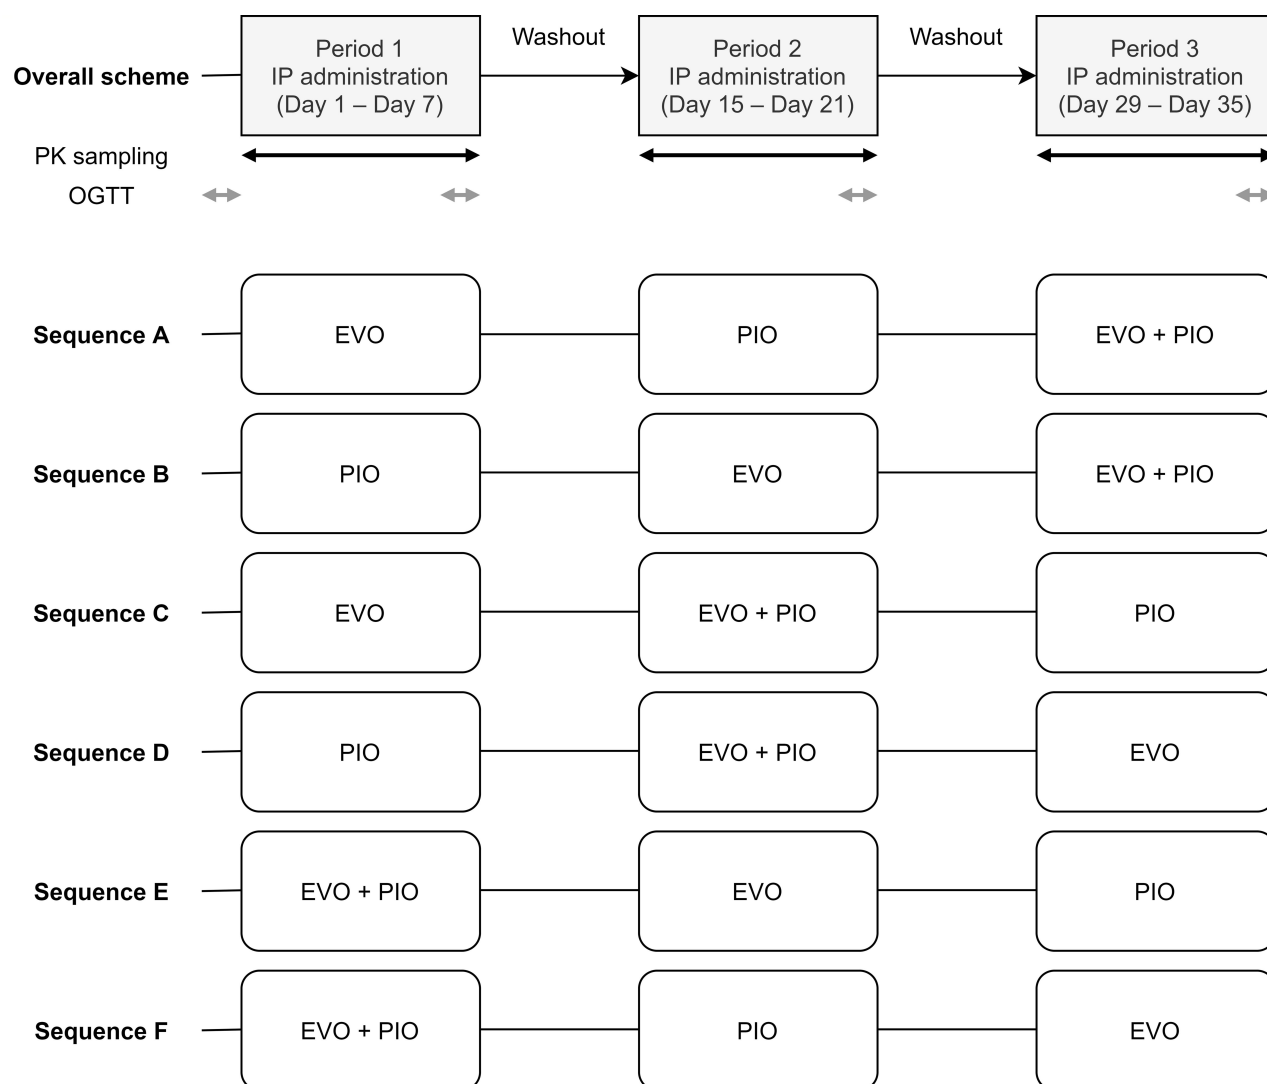 Overall scheme
Period 1
IP administration
(Day 1 – Day 7)
Washout
Period 2
IP administration
(Day 15 – Day 21)
Washout
Period 3
IP administration
(Day 29 – Day 35)
PK sampling
OGTT
Sequence A
EVO
PIO
EVO + PIO
Sequence B
PIO
EVO
EVO + PIO
Sequence C
EVO
EVO + PIO
PIO
Sequence D
PIO
EVO + PIO
EVO
Sequence E
EVO + PIO
EVO
PIO
Sequence F
EVO + PIO
PIO
EVO